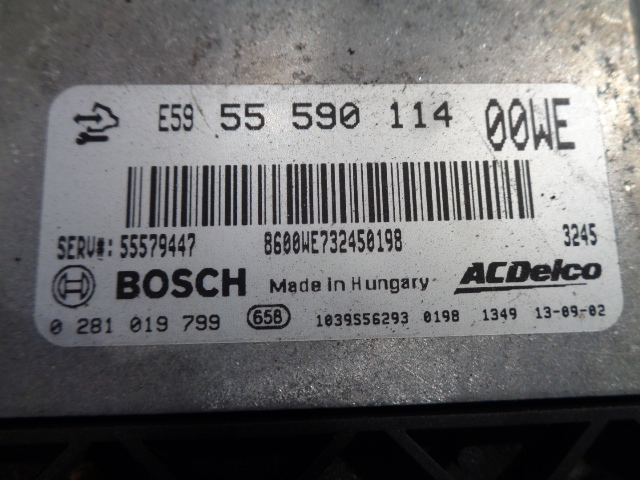 E59 55 590 114 00WE
SERV#: 55579447 8600WE732450198 3245
BOSCH Made in Hungary ACDelco
0 281 019 799 658 1039S56293 0198 1349 13-09-02